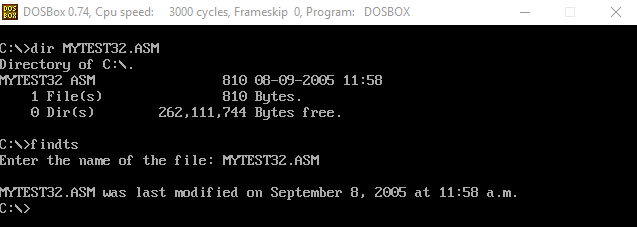 DOSBox 0.74, Cpu speed: 3000 cycles, Frameskip 0, Program: DOSBOX
C:\>dir MYTEST32.ASM
Directory of C:\.
MYTEST32 ASM 810 08-09-2005 11:58
1 File(s) 810 Bytes.
0 Dir(s) 262,111,744 Bytes free.
C:\>findts
Enter the name of the file: MYTEST32.ASM
MYTEST32.ASM was last modified on September 8, 2005 at 11:58 a.m.
C:\>